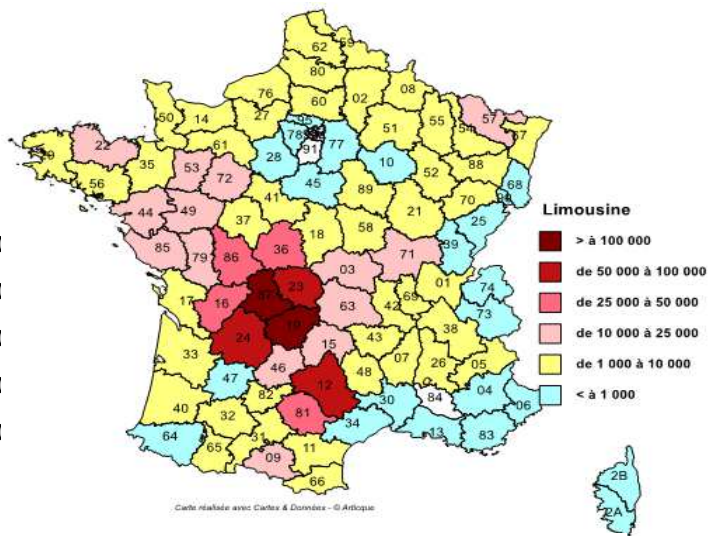 62 59
80
76 60 02 08
57
50 14 27 95
78 77 51 55 54 67
22 61 91
29 35 53 28 10 88 68
56 72 45 52
41 89 70
44 49 37 21 25
18 58 39
85 79 86 36 71
03 01 74
17 16 23 63 42 69 73
19 38
24 15 43
33 46 07 26 05
47 12 48
82 30 84 04 06
40 32 81 34 13 83
64 31
65 09 11
66
2B
2A
Limousine
> à 100 000
de 50 000 à 100 000
de 25 000 à 50 000
de 10 000 à 25 000
de 1 000 à 10 000
< à 1 000
Carte réalisée avec Cartes & Données - © Articque